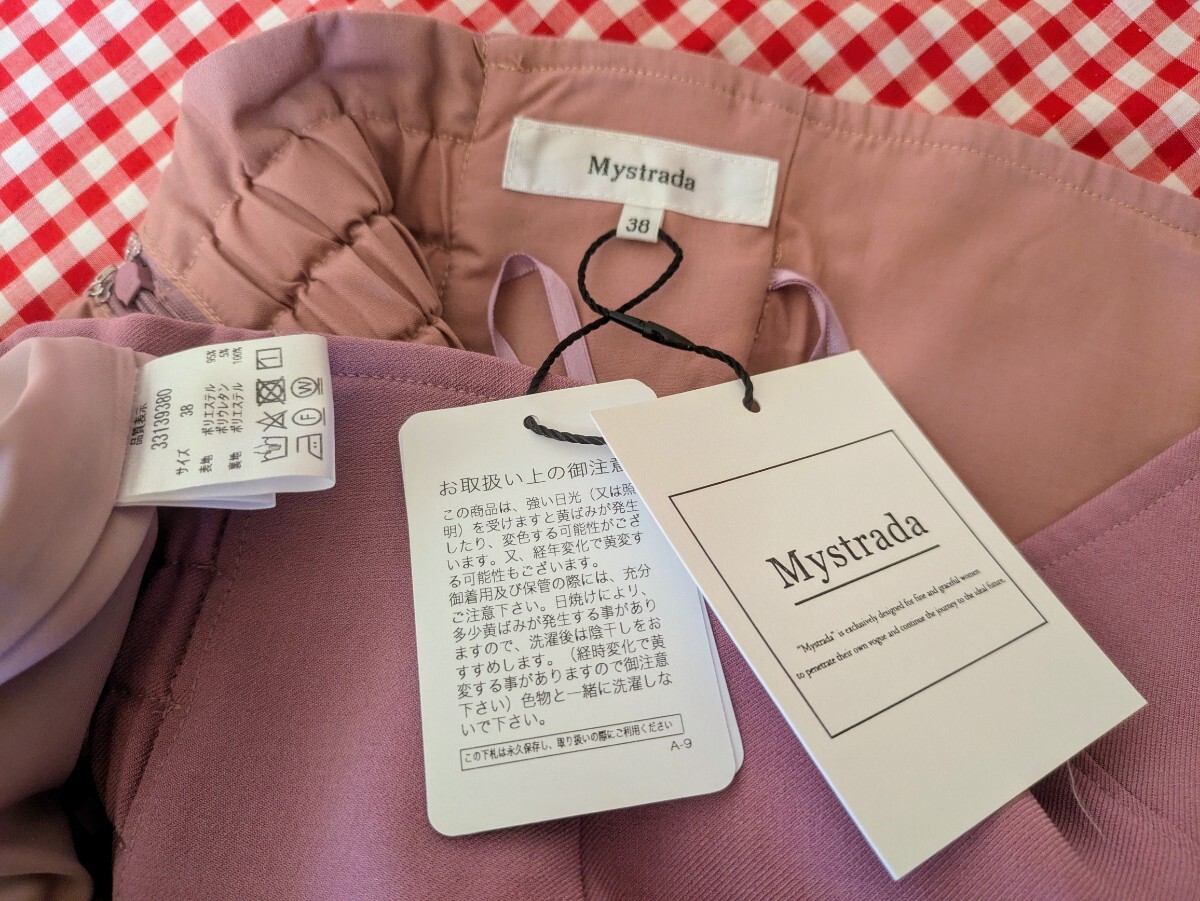 Mystrada
38
品質表示
33139380
サイズ 38
表地 ポリエステル 95%
ポリウレタン 5%
裏地 ポリエステル 100%
F W
お取扱い上の御注意
この商品は、強い日光（又は照
明）を受けますと黄ばみが発生
したり、変色する可能性がござ
います。又、経年変化で黄変す
る可能性もございます。
御着用及び保管の際には、充分
ご注意下さい。日焼けにより、
多少黄ばみが発生する事があり
ますので、洗濯後は陰干しをお
すすめします。（経時変化で黄
変する事がありますので御注意
下さい）色物と一緒に洗濯しな
いで下さい。
この下札は永久保存し、取り扱いの際にご利用ください
A-9
Mystrada
"Mystrada" is exclusively designed for fine and graceful women
to penetrate their own vogue and continue the journey to the ideal future.